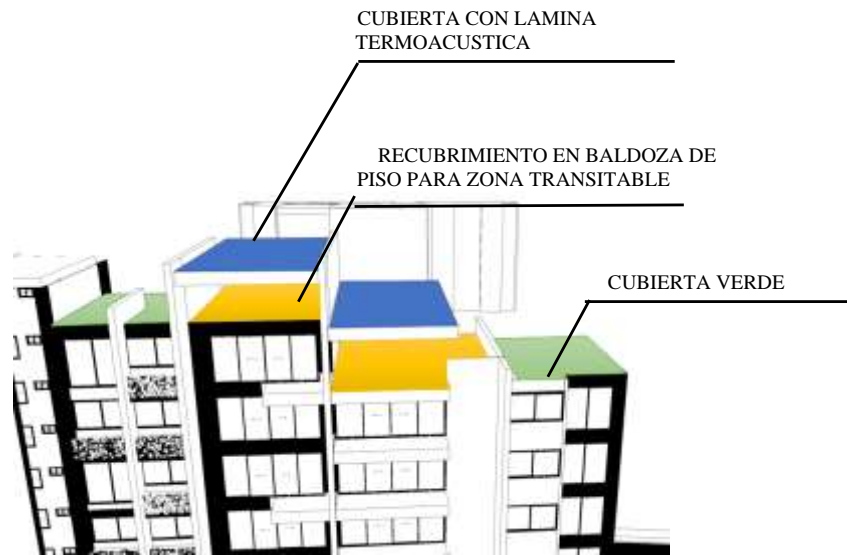 CUBIERTA CON LAMINA
TERMOACUSTICA
RECUBRIMIENTO EN BALDOZA DE
PISO PARA ZONA TRANSITABLE
CUBIERTA VERDE